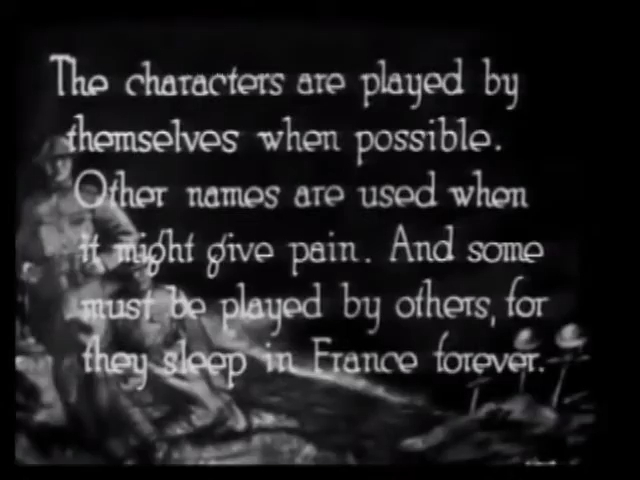 The characters are played by
themselves when possible.
Other names are used when
it might give pain. And some
must be played by others, for
they sleep in France forever.